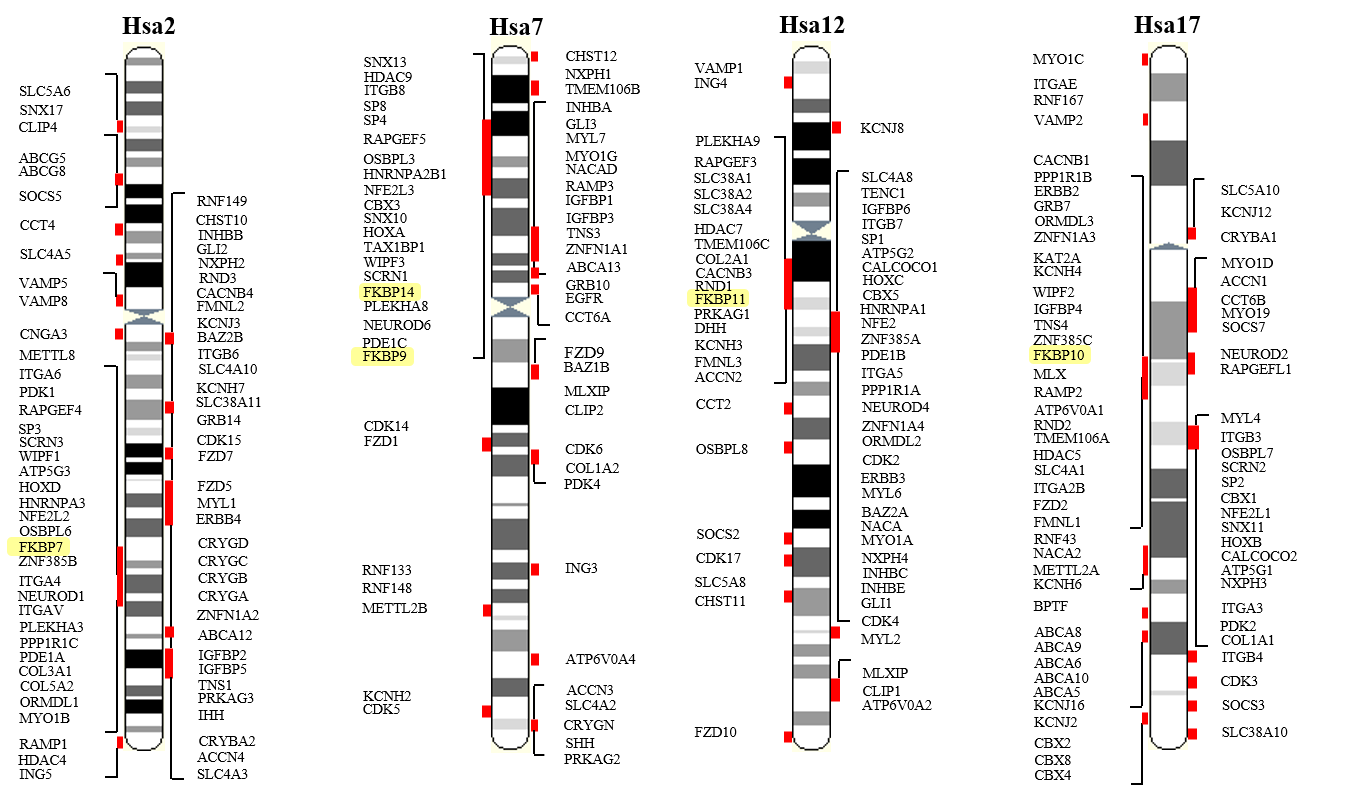 Hsa2
SLC5A6
SNX17
CLIP4
ABCG5
ABCG8
SOCS5
CCT4
SLC4A5
VAMP5
VAMP8
CNGA3
METTL8
ITGA6
PDK1
RAPGEF4
SP3
SCRN3
WIPF1
ATP5G3
HOXD
HNRNPA3
NFE2L2
OSBPL6
FKBP7
ZNF385B
ITGA4
NEUROD1
ITGAV
PLEKHA3
PPP1R1C
PDE1A
COL3A1
COL5A2
ORMDL1
MYO1B
RAMP1
HDAC4
ING5
RNF149
CHST10
INHBB
GLI2
NXPH2
RND3
CACNB4
FMNL2
KCNJ3
BAZ2B
ITGB6
SLC4A10
KCNH7
SLC38A11
GRB14
CDK15
FZD7
FZD5
MYL1
ERBB4
CRYGD
CRYGC
CRYGB
CRYGA
ZNFN1A2
ABCA12
IGFBP2
IGFBP5
TNS1
PRKAG3
IHH
CRYBA2
ACCN4
SLC4A3
Hsa7
SNX13
HDAC9
ITGB8
SP8
SP4
RAPGEF5
OSBPL3
HNRNPA2B1
NFE2L3
CBX3
SNX10
HOXA
TAX1BP1
WIPF3
SCRN1
FKBP14
PLEKHA8
NEUROD6
PDE1C
FKBP9
CDK14
FZD1
RNF133
RNF148
METTL2B
KCNH2
CDK5
CHST12
NXPH1
TMEM106B
INHBA
GLI3
MYL7
MYO1G
NACAD
RAMP3
IGFBP1
IGFBP3
TNS3
ZNFN1A1
ABCA13
GRB10
EGFR
CCT6A
FZD9
BAZ1B
MLXIP
CLIP2
CDK6
COL1A2
PDK4
ING3
ATP6V0A4
ACCN3
SLC4A2
CRYGN
SHH
PRKAG2
Hsa12
VAMP1
ING4
PLEKHA9
RAPGEF3
SLC38A1
SLC38A2
SLC38A4
HDAC7
TMEM106C
COL2A1
CACNB3
RND1
FKBP11
PRKAG1
DHH
KCNH3
FMNL3
ACCN2
CCT2
OSBPL8
SOCS2
CDK17
SLC5A8
CHST11
FZD10
KCNJ8
SLC4A8
TENC1
IGFBP6
ITGB7
SP1
ATP5G2
CALCOCO1
HOXC
CBX5
HNRNPA1
NFE2
ZNF385A
PDE1B
ITGA5
PPP1R1A
NEUROD4
ZNFN1A4
ORMDL2
CDK2
ERBB3
MYL6
BAZ2A
NACA
MYO1A
NXPH4
INHBC
INHBE
GLI1
CDK4
MYL2
MLXIP
CLIP1
ATP6V0A2
Hsa17
MYO1C
ITGAE
RNF167
VAMP2
CACNB1
PPP1R1B
ERBB2
GRB7
ORMDL3
ZNFN1A3
KAT2A
KCNH4
WIPF2
IGFBP4
TNS4
ZNF385C
FKBP10
MLX
RAMP2
ATP6V0A1
RND2
TMEM106A
HDAC5
SLC4A1
ITGA2B
FZD2
FMNL1
RNF43
NACA2
METTL2A
KCNH6
BPTF
ABCA8
ABCA9
ABCA6
ABCA10
ABCA5
KCNJ16
KCNJ2
CBX2
CBX8
CBX4
SLC5A10
KCNJ12
CRYBA1
MYO1D
ACCN1
CCT6B
MYO19
SOCS7
NEUROD2
RAPGEFL1
MYL4
ITGB3
OSBPL7
SCRN2
SP2
CBX1
NFE2L1
SNX11
HOXB
CALCOCO2
ATP5G1
NXPH3
ITGA3
PDK2
COL1A1
ITGB4
CDK3
SOCS3
SLC38A10